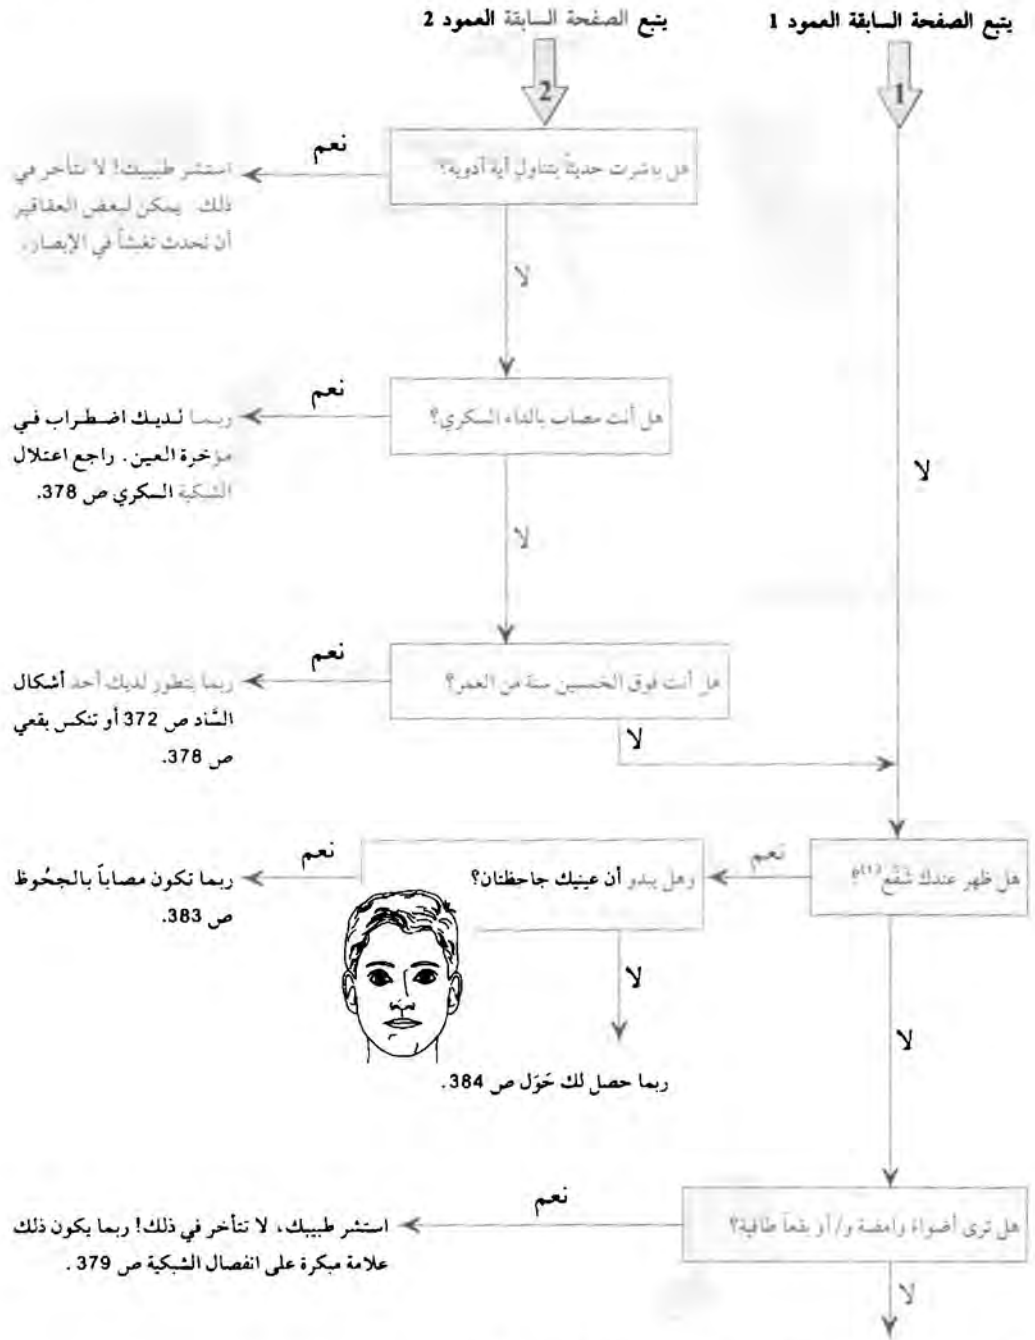 يتبع الصفحة السابقة العمود 1
يتبع الصفحة السابقة العمود 2
1
2
هل باشرت حديثاً بتناول أية أدوية؟
نعم
استشر طبيبك! لا تتأخر في
ذلك. يمكن لبعض العقاقير
أن تحدث تغيشاً في الإبصار.
لا
هل أنت مصاب بالداء السكري؟
نعم
ربما لديك اضطراب في
مؤخرة العين. راجع اعتلال
الشبكية السكري ص 378.
لا
لا
هل أنت فوق الخمسين سنة من العمر؟
نعم
ربما يتطور لديك أحد أشكال
السَّاد ص 372 أو تنكس بقعي
ص 378.
لا
هل ظهر عندك شَفَع(1)؟
نعم
وهل يبدو أن عينيك جاحظتان؟
نعم
ربما تكون مصاباً بالجحُوظ
ص 383.
لا
ربما حصل لك حَوَل ص 384.
لا
هل ترى أضواءً وامضة و/أو بقعاً طافية؟
نعم
استشر طبيبك، لا تتأخر في ذلك! ربما يكون ذلك
علامة مبكرة على انفصال الشبكية ص 379.
لا